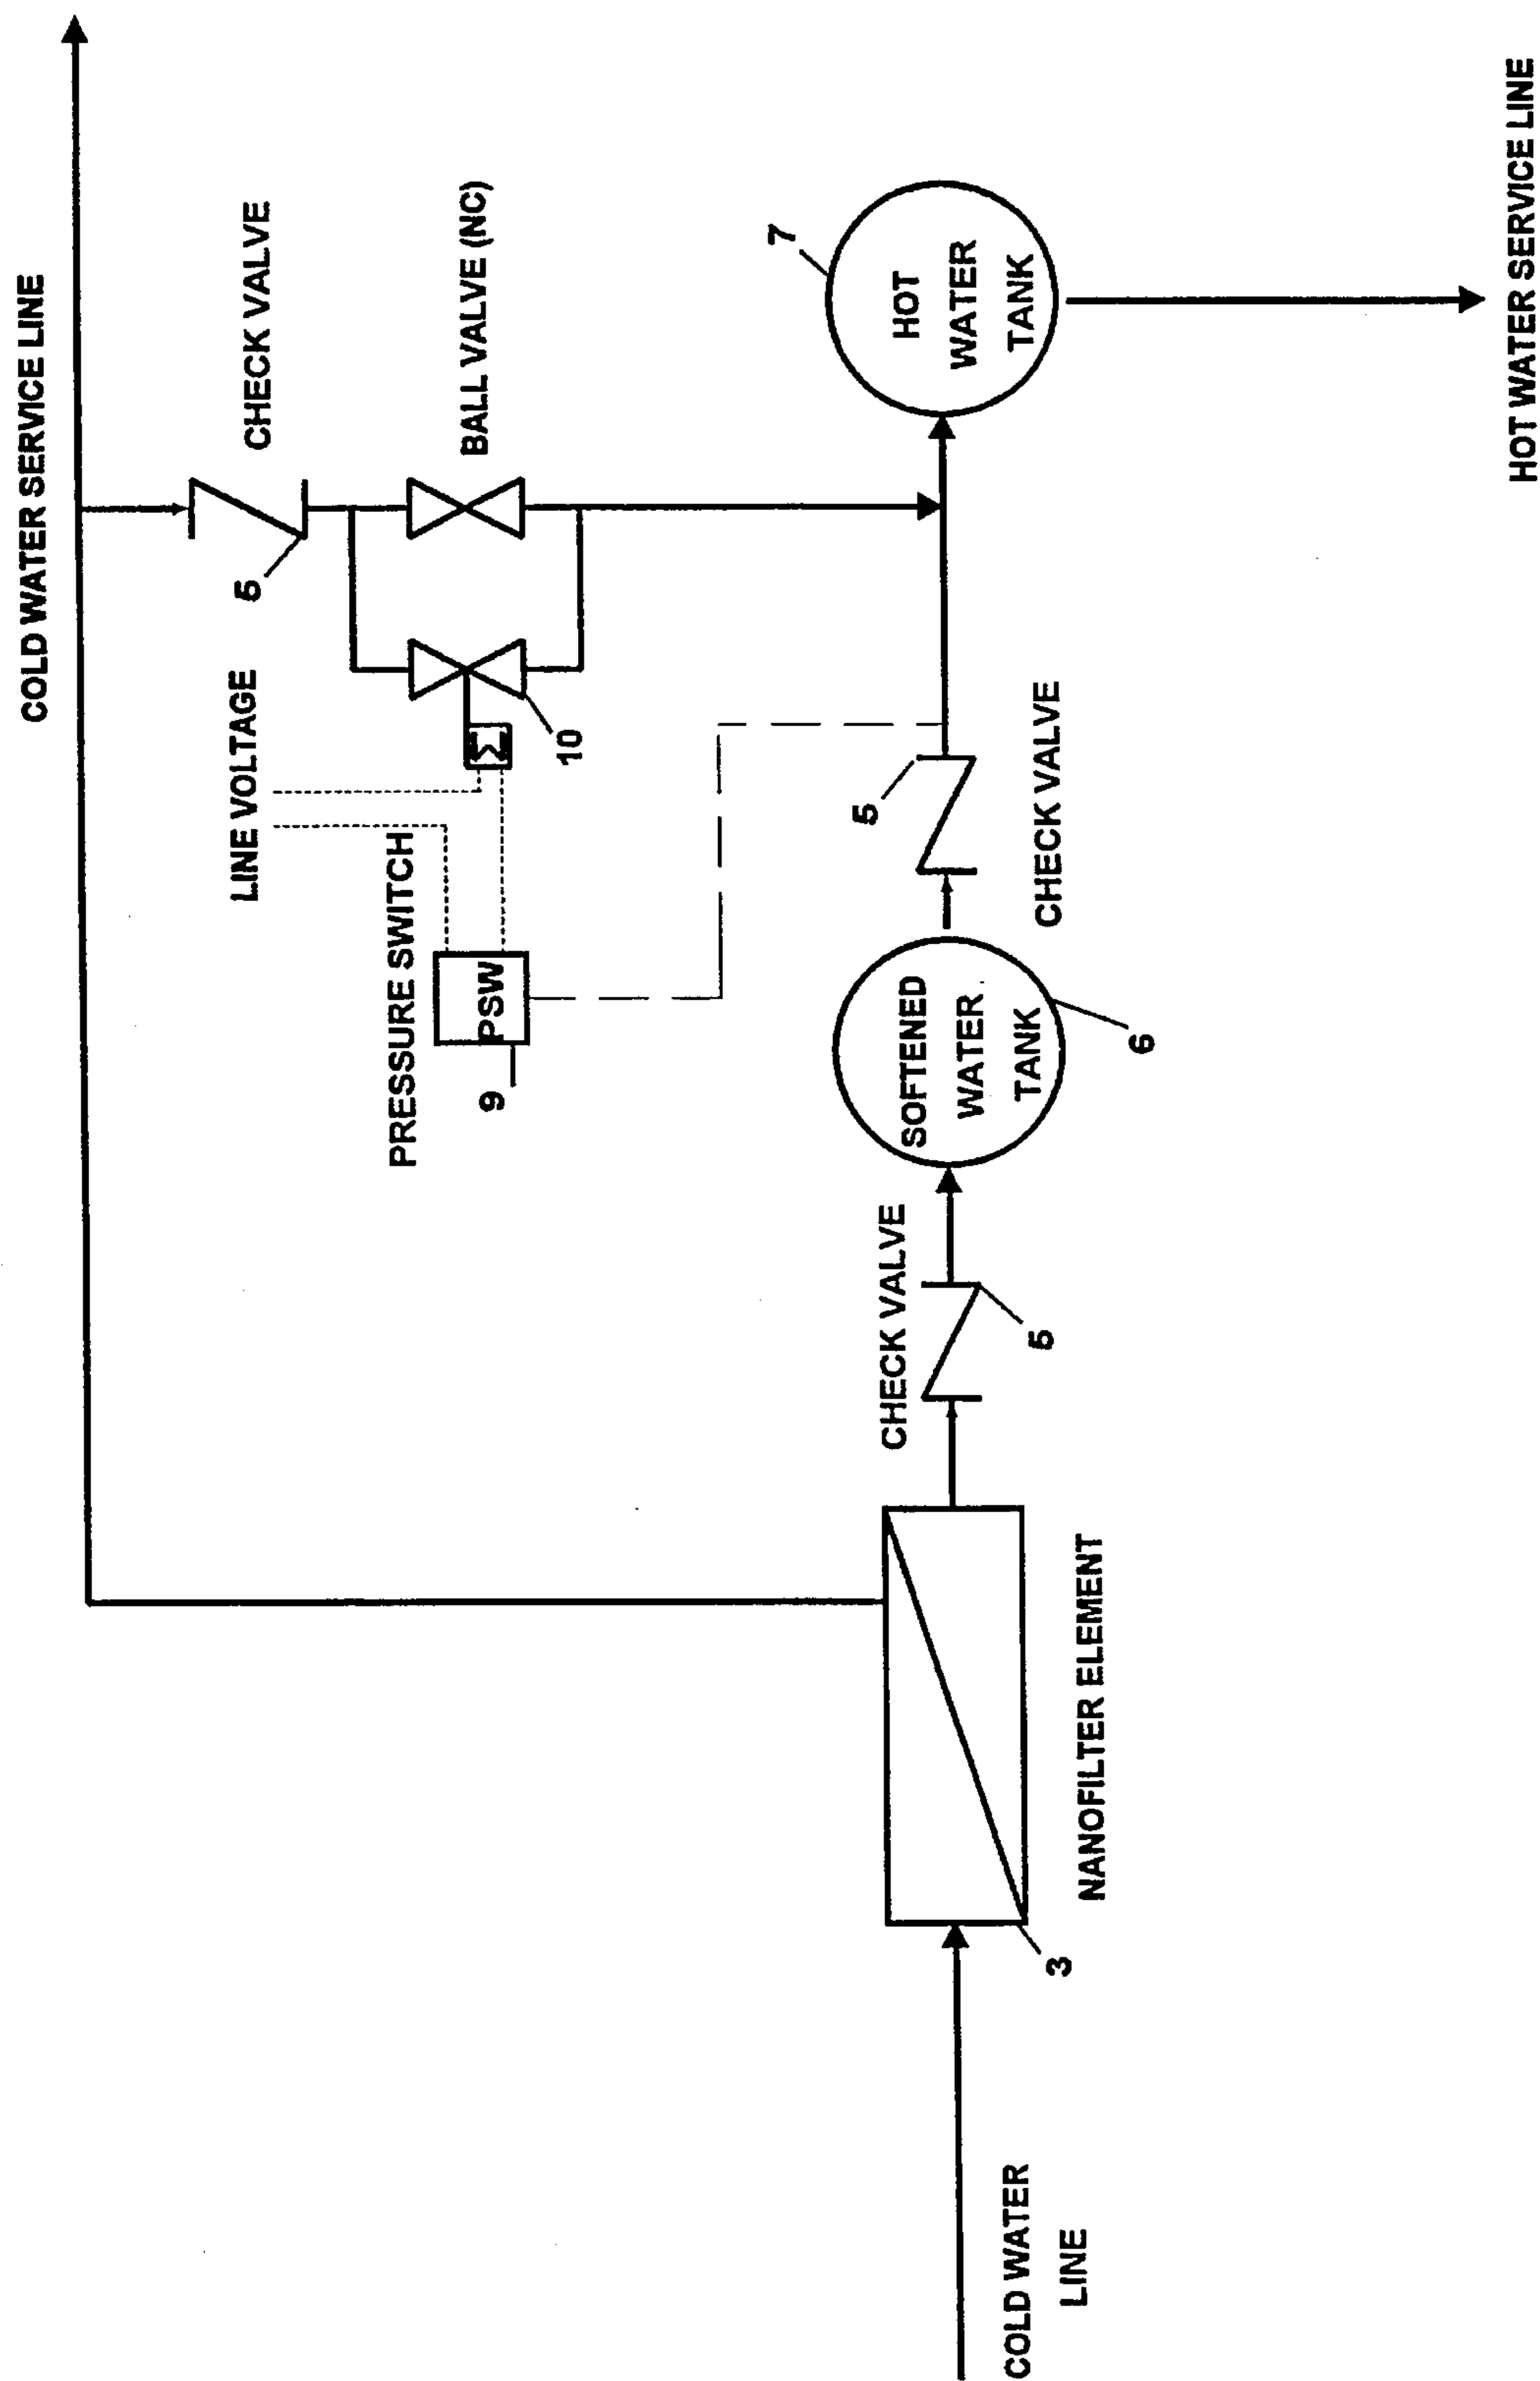 COLD WATER SERVICE LINE
LINE VOLTAGE
5
CHECK VALVE
PRESSURE SWITCH
9
PSW
M
BALL VALVE (NC)
10
7
5
CHECK VALVE
SOFTENED
WATER
TANK
HOT
WATER
TANK
COLD WATER
LINE
3
NANOFILTER ELEMENT
5
6
CHECK VALVE
HOT WATER SERVICE LINE